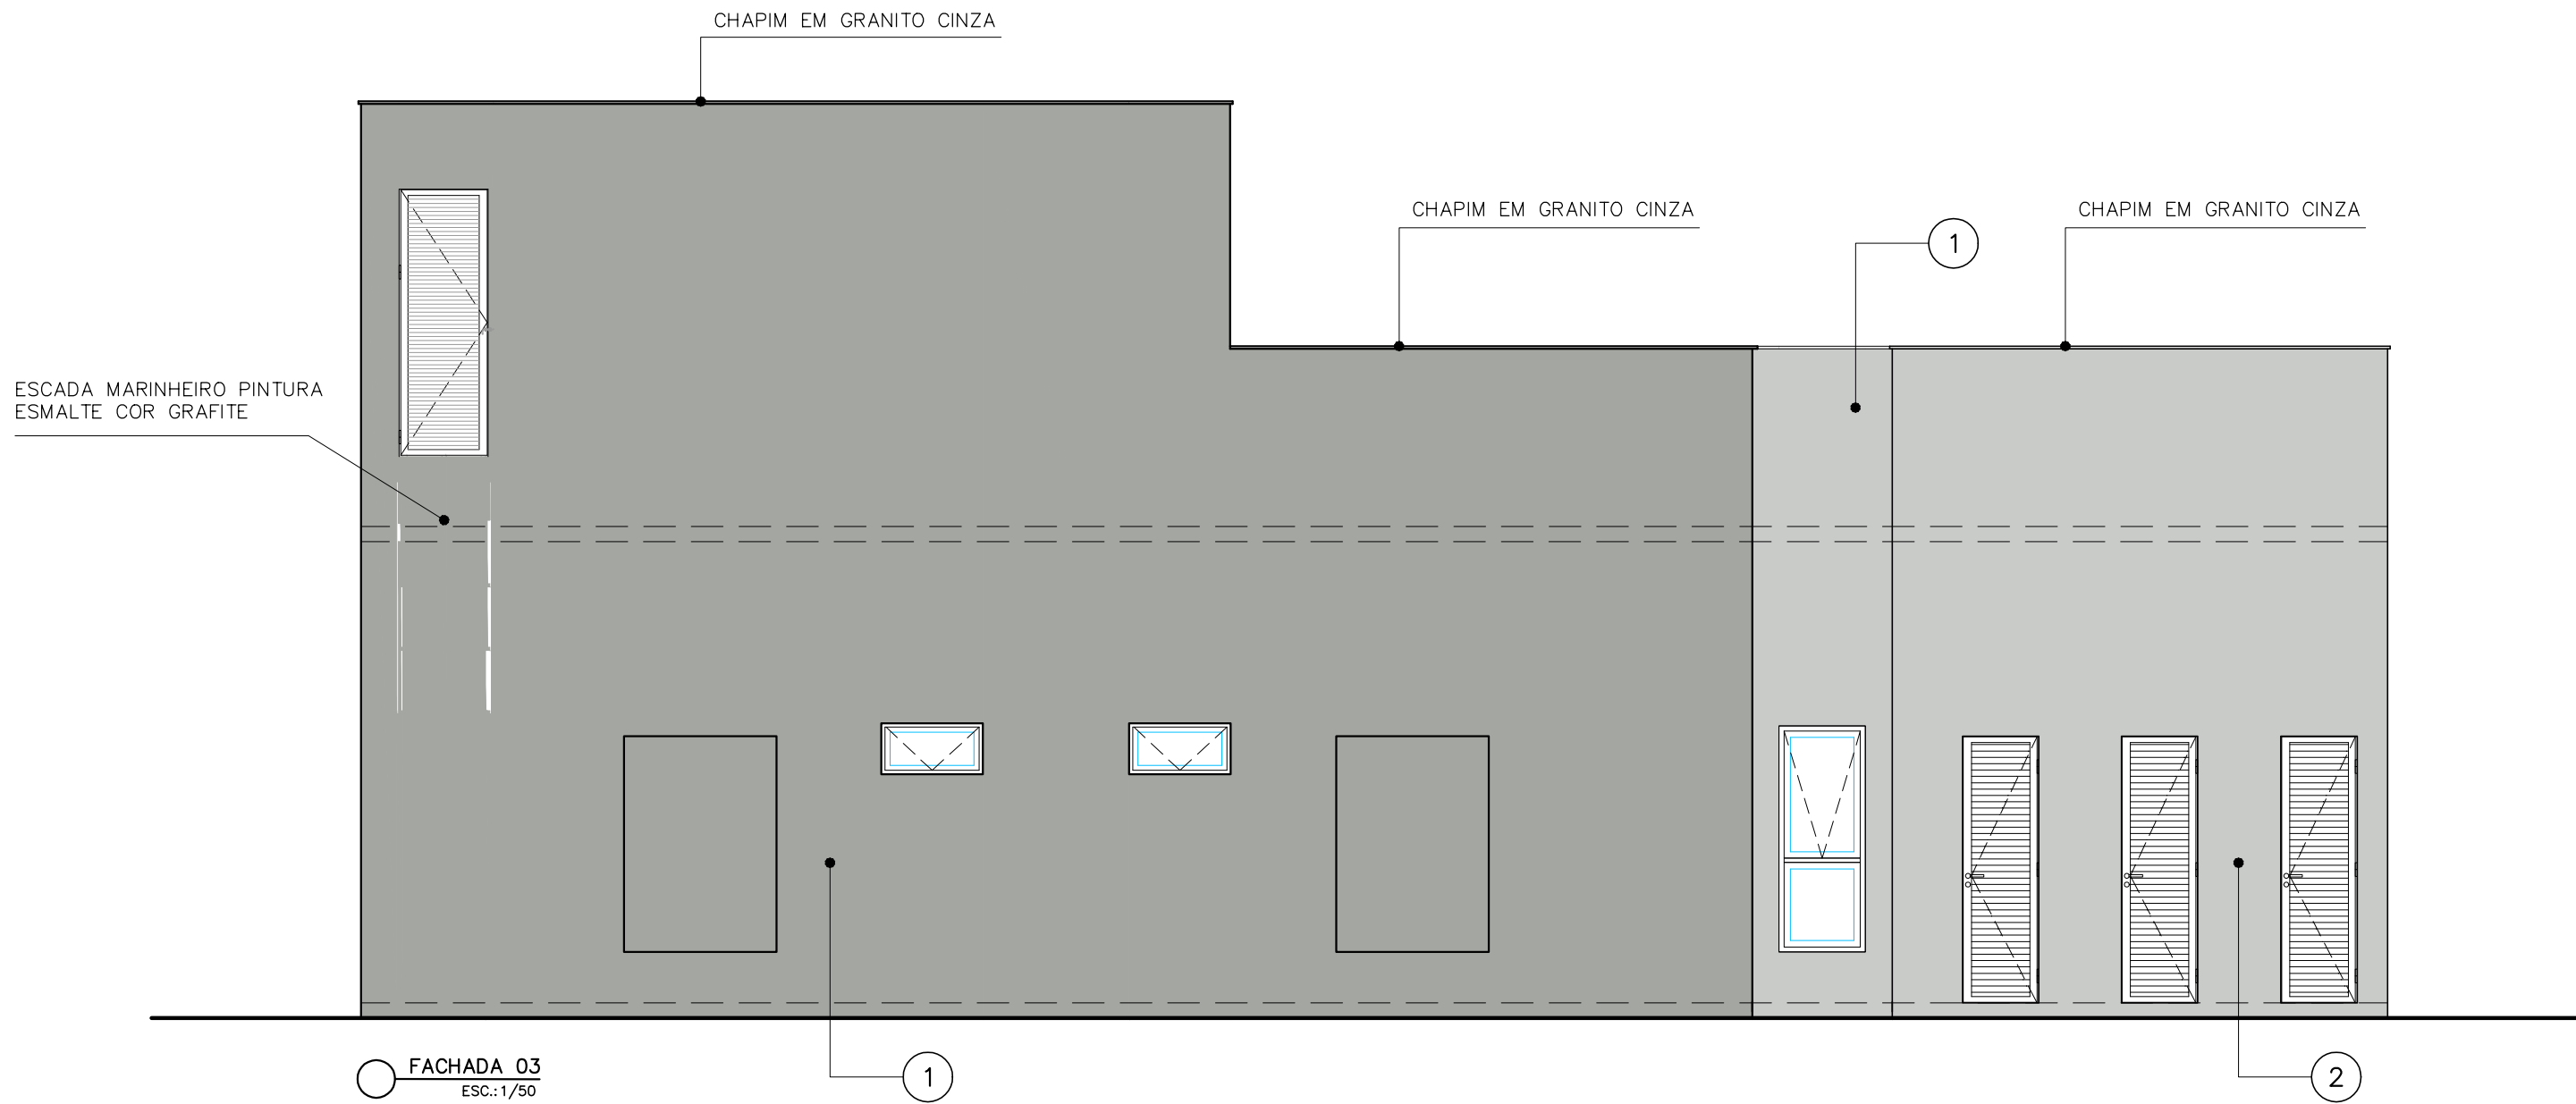 CHAPIM EM GRANITO CINZA
CHAPIM EM GRANITO CINZA
CHAPIM EM GRANITO CINZA
1
ESCADA MARINHEIRO PINTURA
ESMALTE COR GRAFITE
FACHADA 03
ESC.: 1/50
1
2